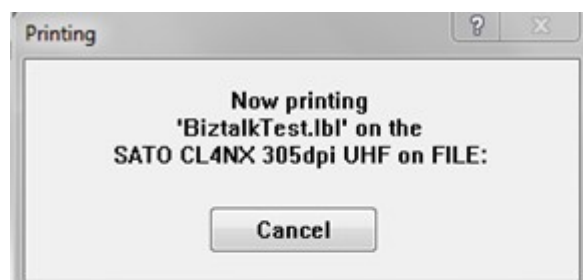 Printing
?
Now printing
'BiztalkTest.lbl' on the
SATO CL4NX 305dpi UHF on FILE:
Cancel